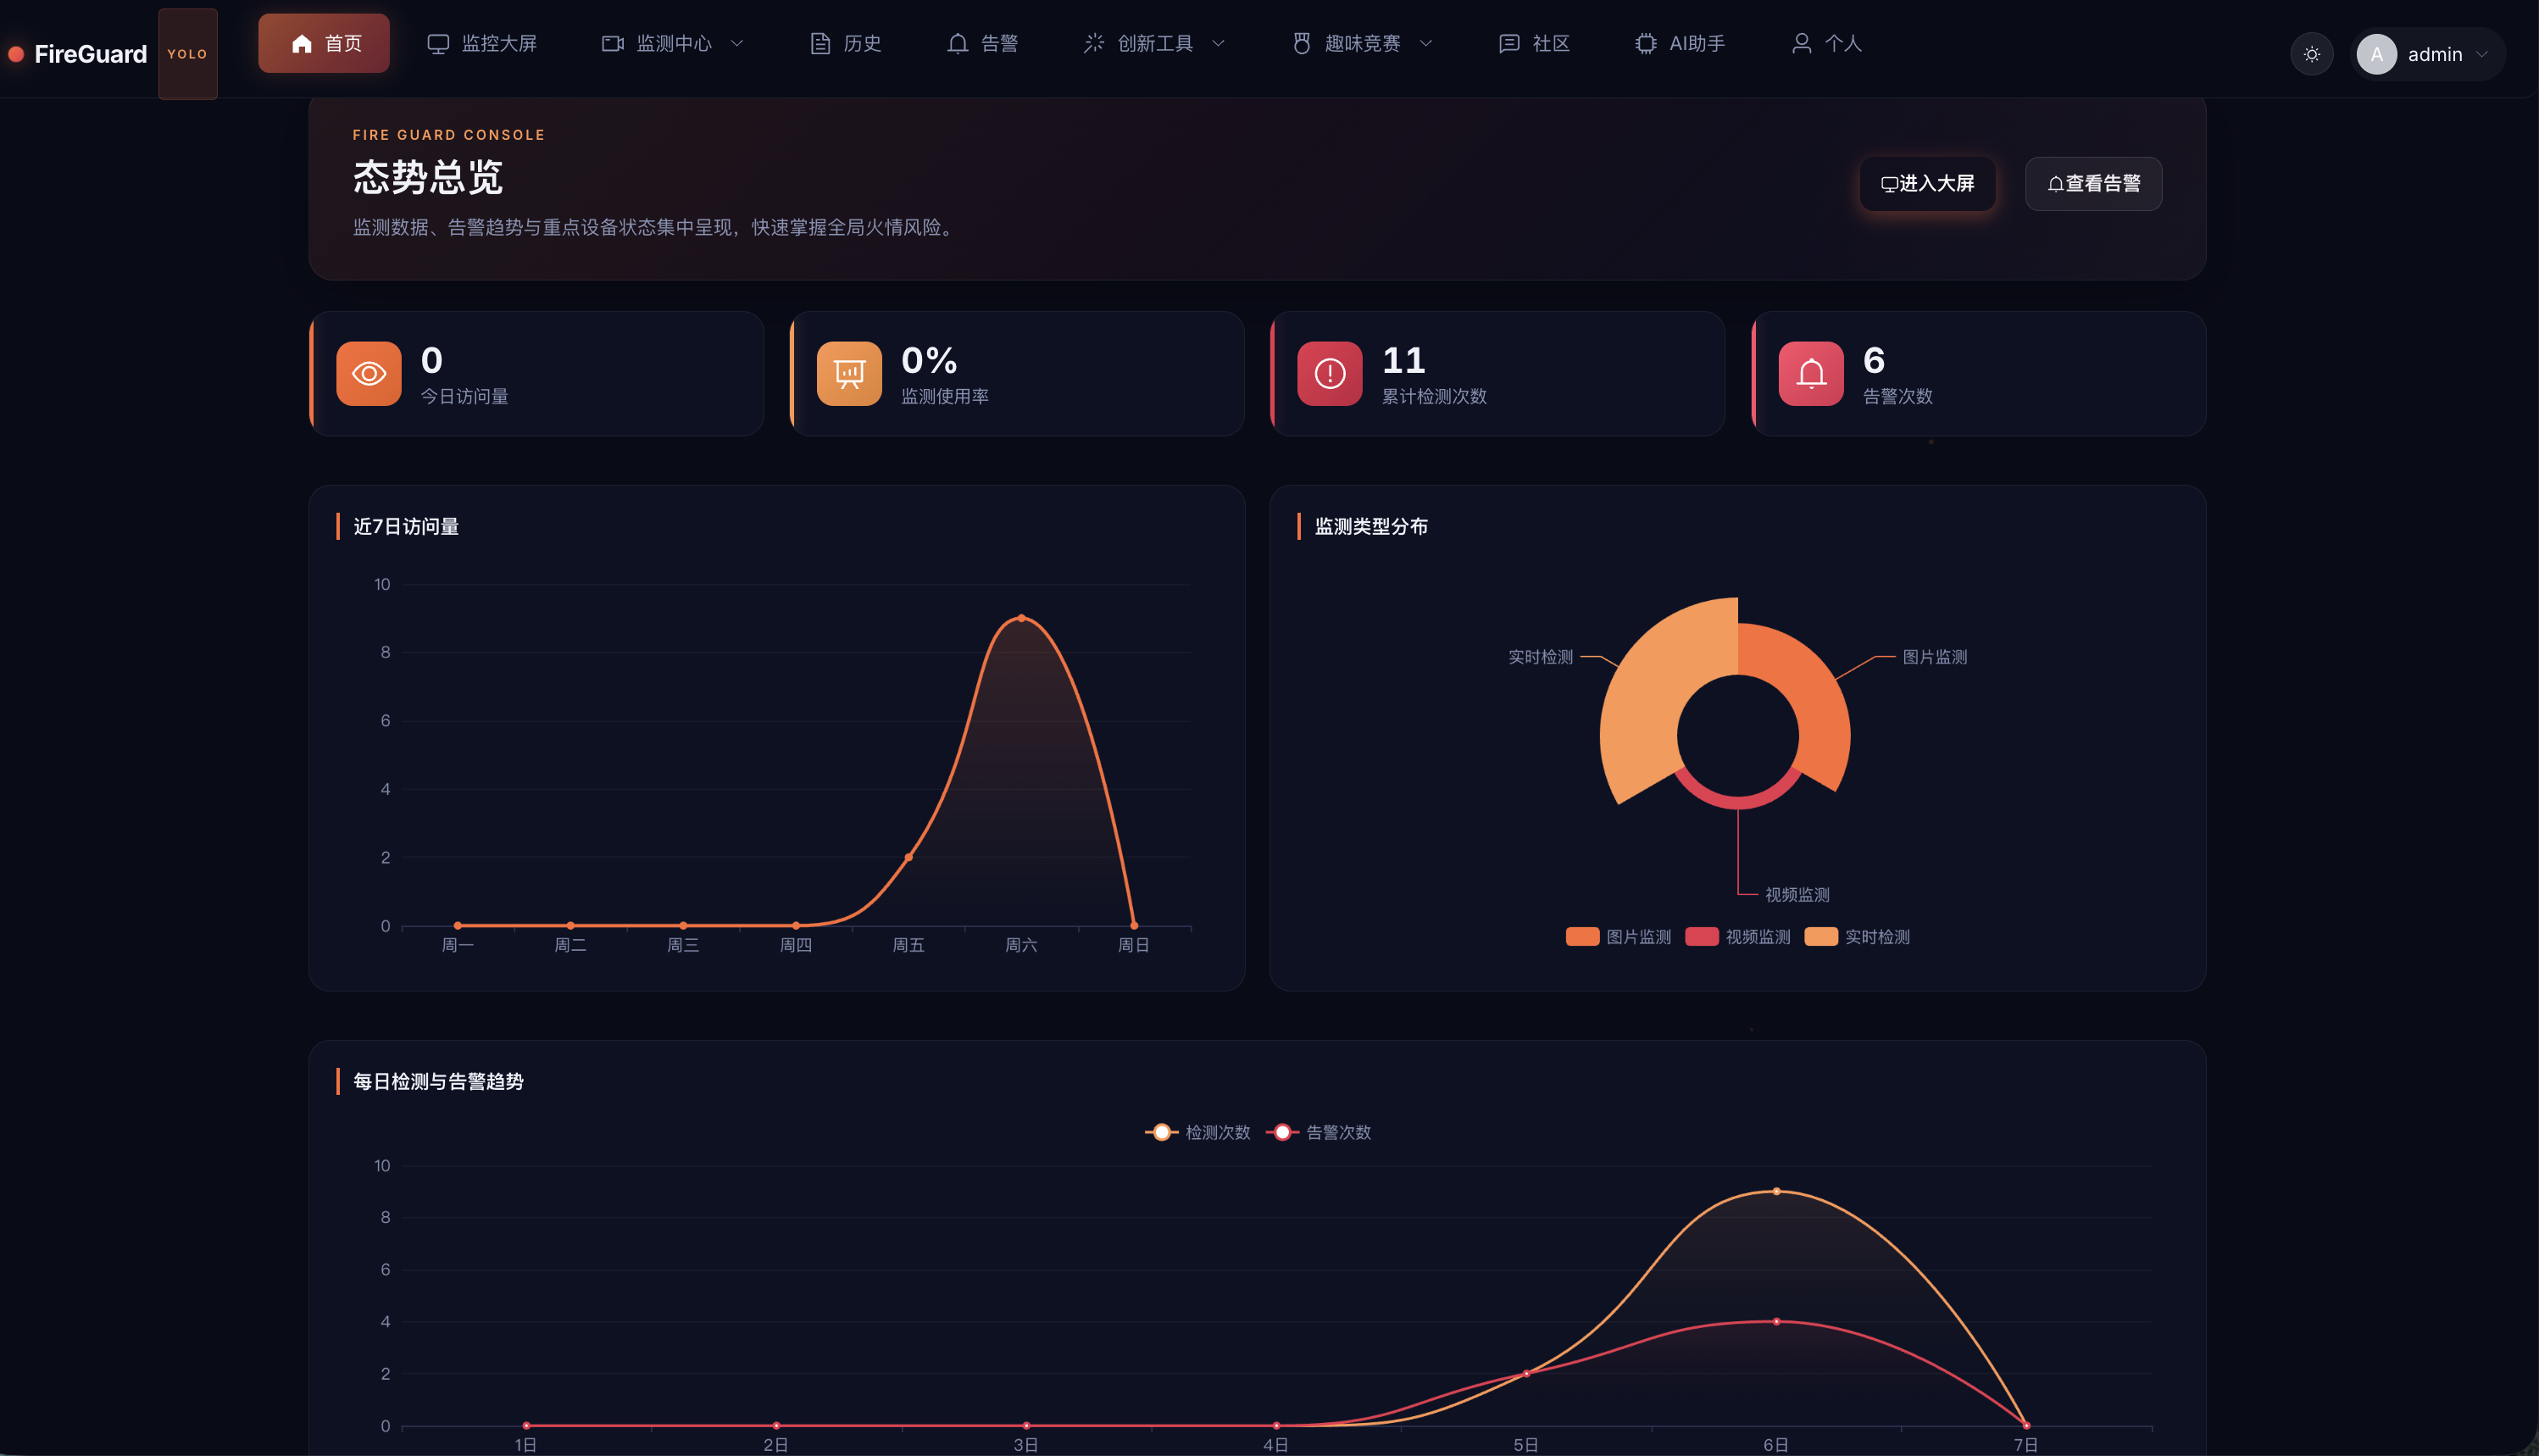 FireGuard YOLO 首页 监控大屏 监测中心 历史 告警 创新工具 趣味竞赛 社区 AI助手 个人 A admin
FIRE GUARD CONSOLE
态势总览
监测数据、告警趋势与重点设备状态集中呈现，快速掌握全局火情风险。
进入大屏 查看告警
0
今日访问量
0%
监测使用率
11
累计检测次数
6
告警次数
近7日访问量
10
8
6
4
2
0
周一 周二 周三 周四 周五 周六 周日
监测类型分布
实时检测 图片监测
视频监测
图片监测 视频监测 实时检测
每日检测与告警趋势
检测次数 告警次数
10
8
6
4
2
0
1日 2日 3日 4日 5日 6日 7日